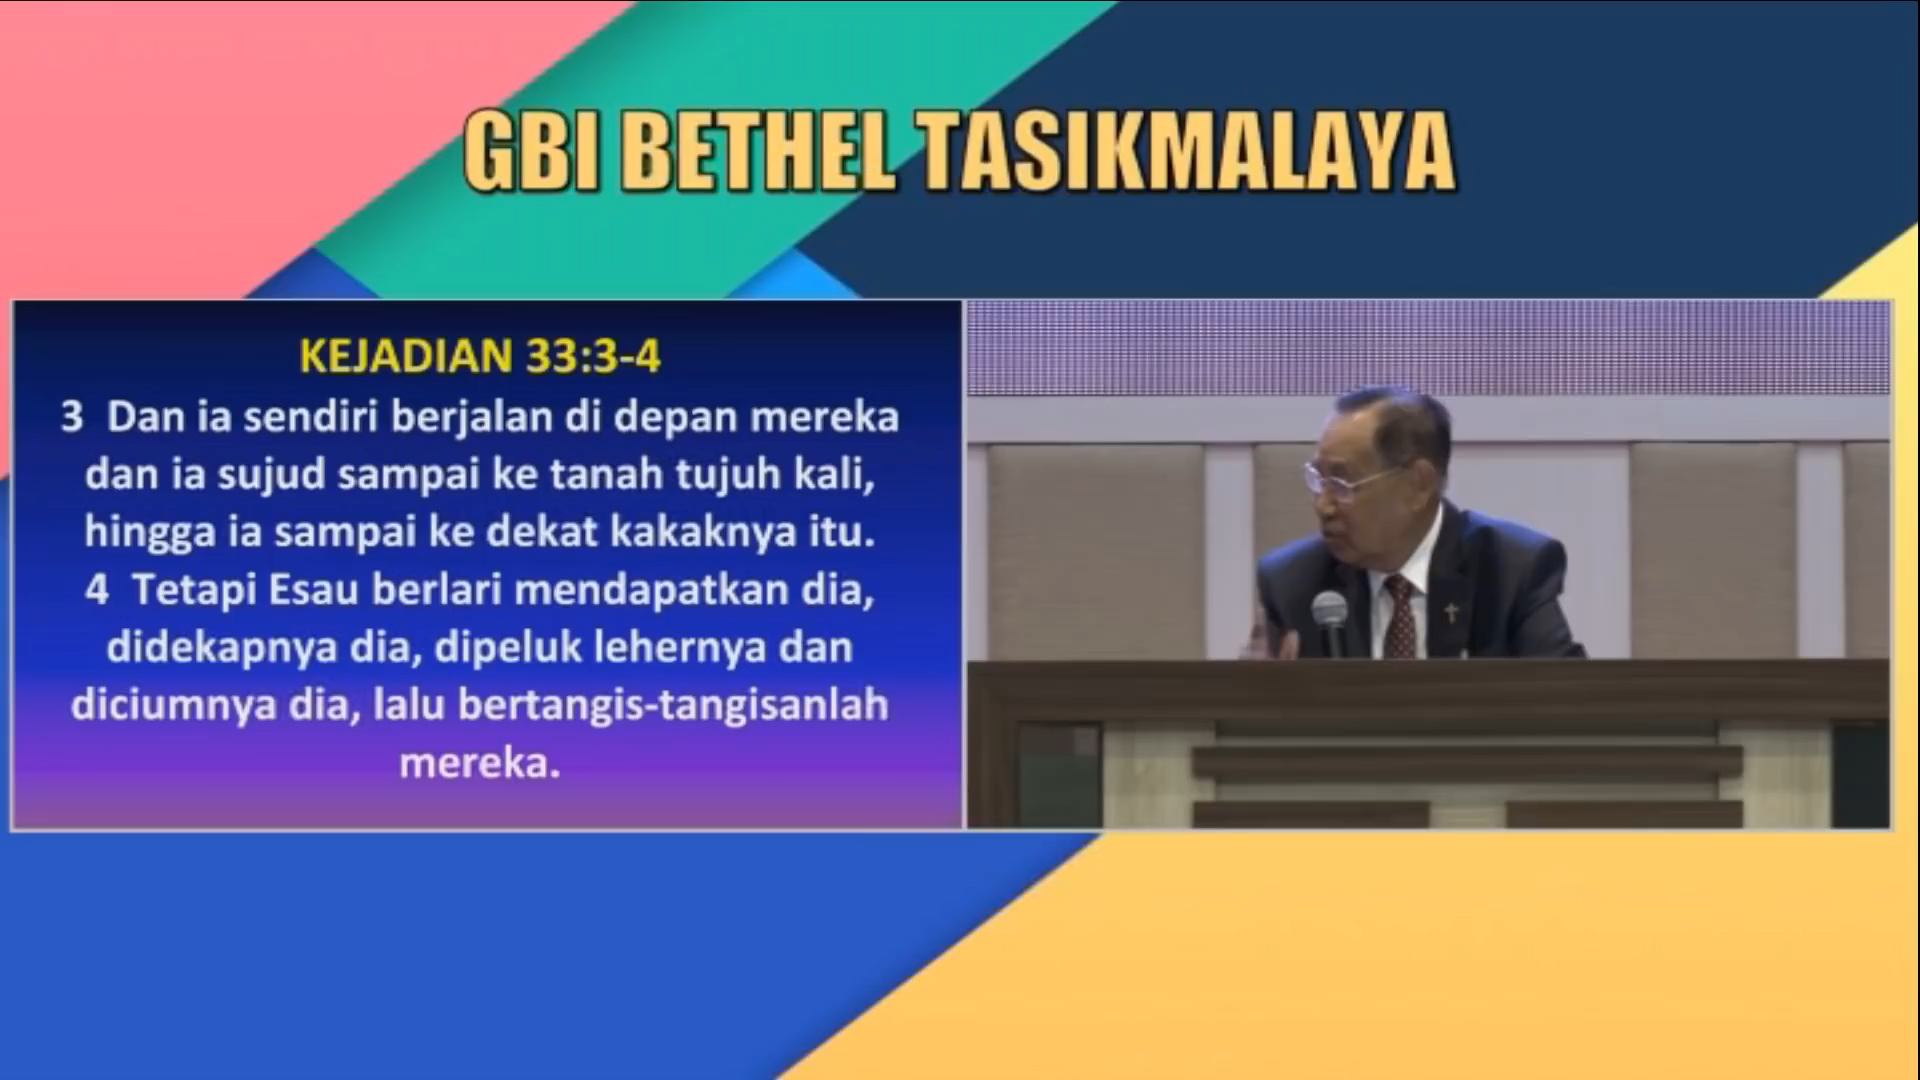 GBI BETHEL TASIKMALAYA
KEJADIAN 33:3-4
3 Dan ia sendiri berjalan di depan mereka
dan ia sujud sampai ke tanah tujuh kali,
hingga ia sampai ke dekat kakaknya itu.
4 Tetapi Esau berlari mendapatkan dia,
didekapnya dia, dipeluk lehernya dan
diciumnya dia, lalu bertangis-tangisanlah
mereka.